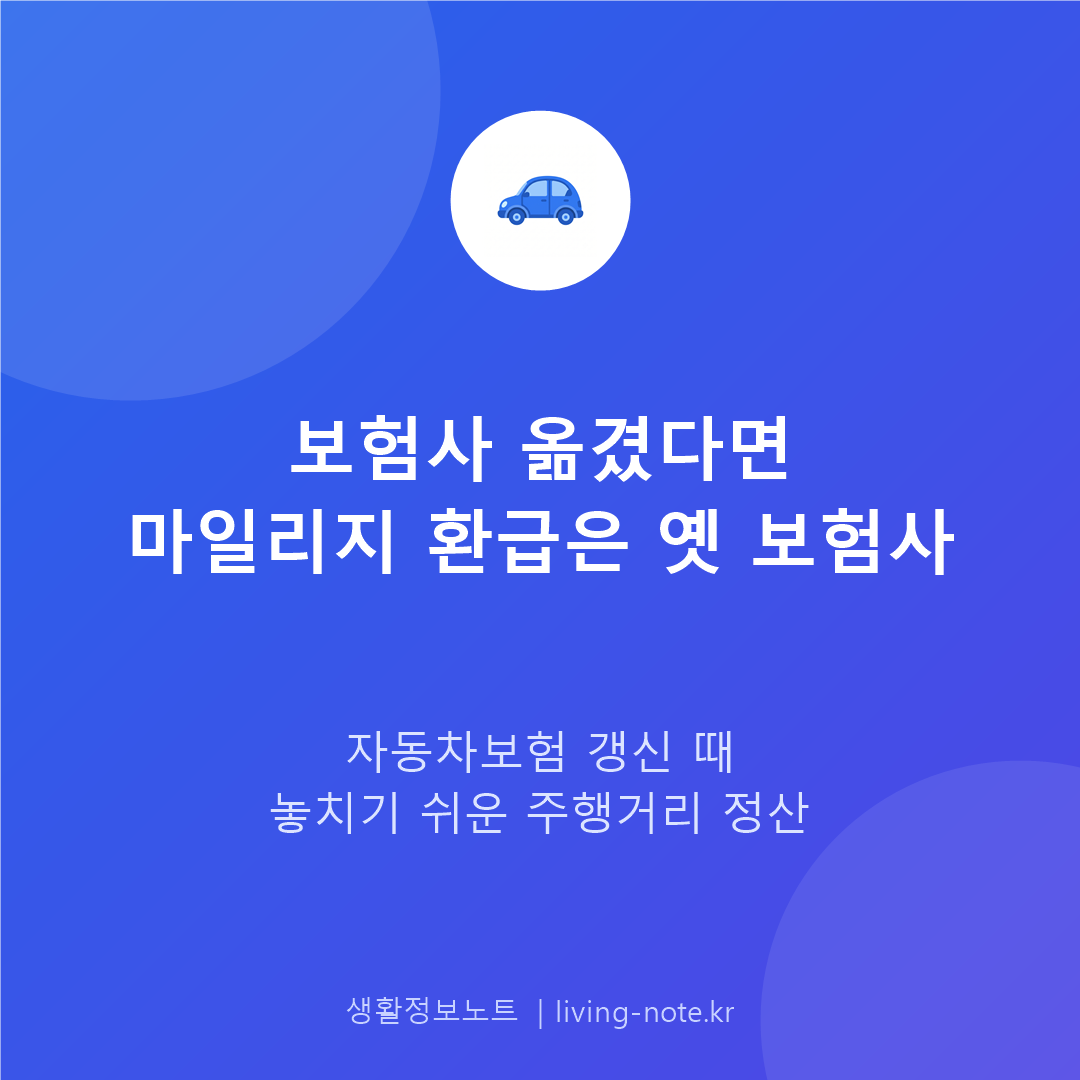 보험사 옮겼다면
마일리지 환급은 옛 보험사
자동차보험 갱신 때
놓치기 쉬운 주행거리 정산
생활정보노트 | living-note.kr